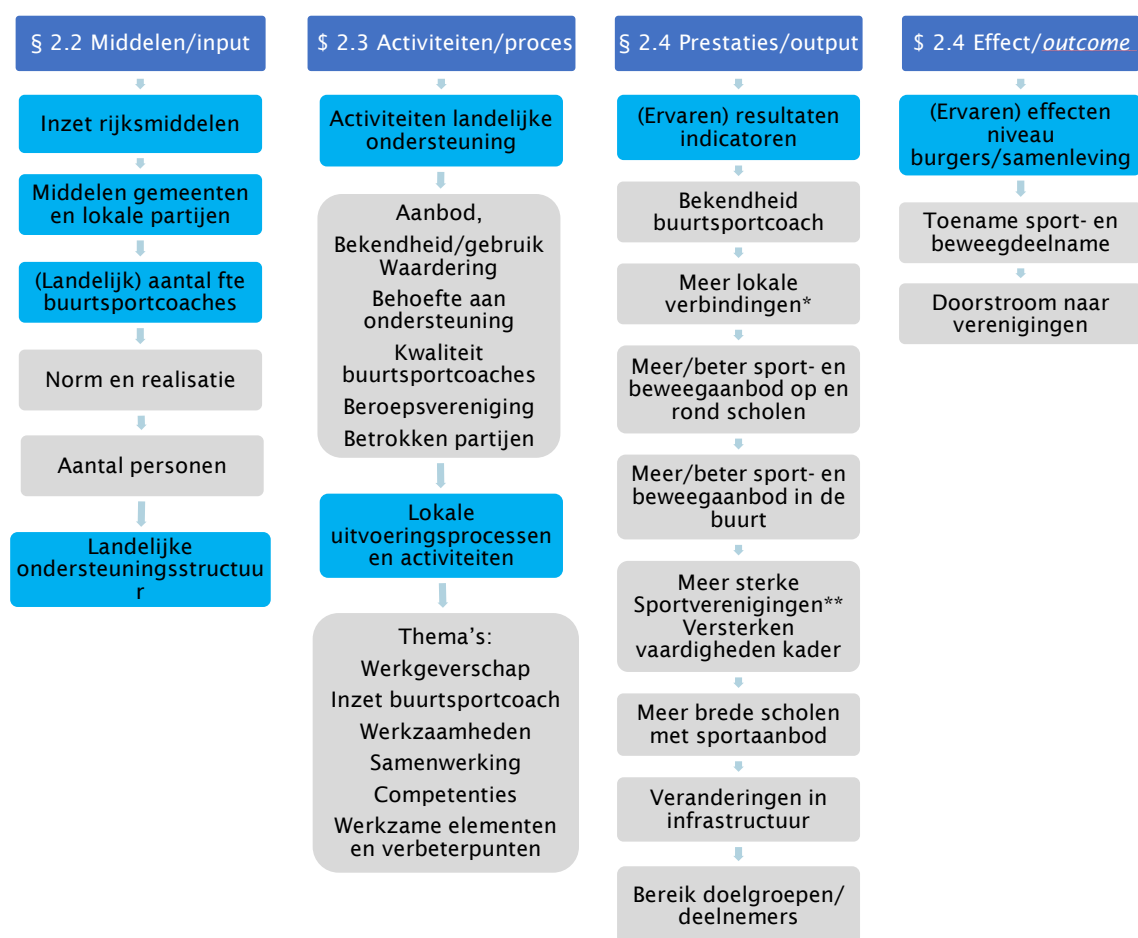 § 2.2 Middelen/input
Inzet rijksmiddelen
Middelen gemeenten
en lokale partijen
(Landelijk) aantal fte
buurtsportcoaches
Norm en realisatie
Aantal personen
Landelijke
ondersteuningsstructuu
r
$ 2.3 Activiteiten/proces
Activiteiten landelijke
ondersteuning
Aanbod,
Bekendheid/gebruik
Waardering
Behoefte aan
ondersteuning
Kwaliteit
buurtsportcoaches
Beroepsvereniging
Betrokken partijen
Lokale
uitvoeringsprocessen
en activiteiten
Thema's:
Werkgeverschap
Inzet buurtsportcoach
Werkzaamheden
Samenwerking
Competenties
Werkzame elementen
en verbeterpunten
§ 2.4 Prestaties/output
(Ervaren) resultaten
indicatoren
Bekendheid
buurtsportcoach
Meer lokale
verbindingen*
Meer/beter sport- en
beweegaanbod op en
rond scholen
Meer/beter sport- en
beweegaanbod in de
buurt
Meer sterke
Sportverenigingen**
Versterken
vaardigheden kader
Meer brede scholen
met sportaanbod
Veranderingen in
infrastructuur
Bereik doelgroepen/
deelnemers
$ 2.4 Effect/outcome
(Ervaren) effecten
niveau
burgers/samenleving
Toename sport- en
beweegdeelname
Doorstroom naar
verenigingen